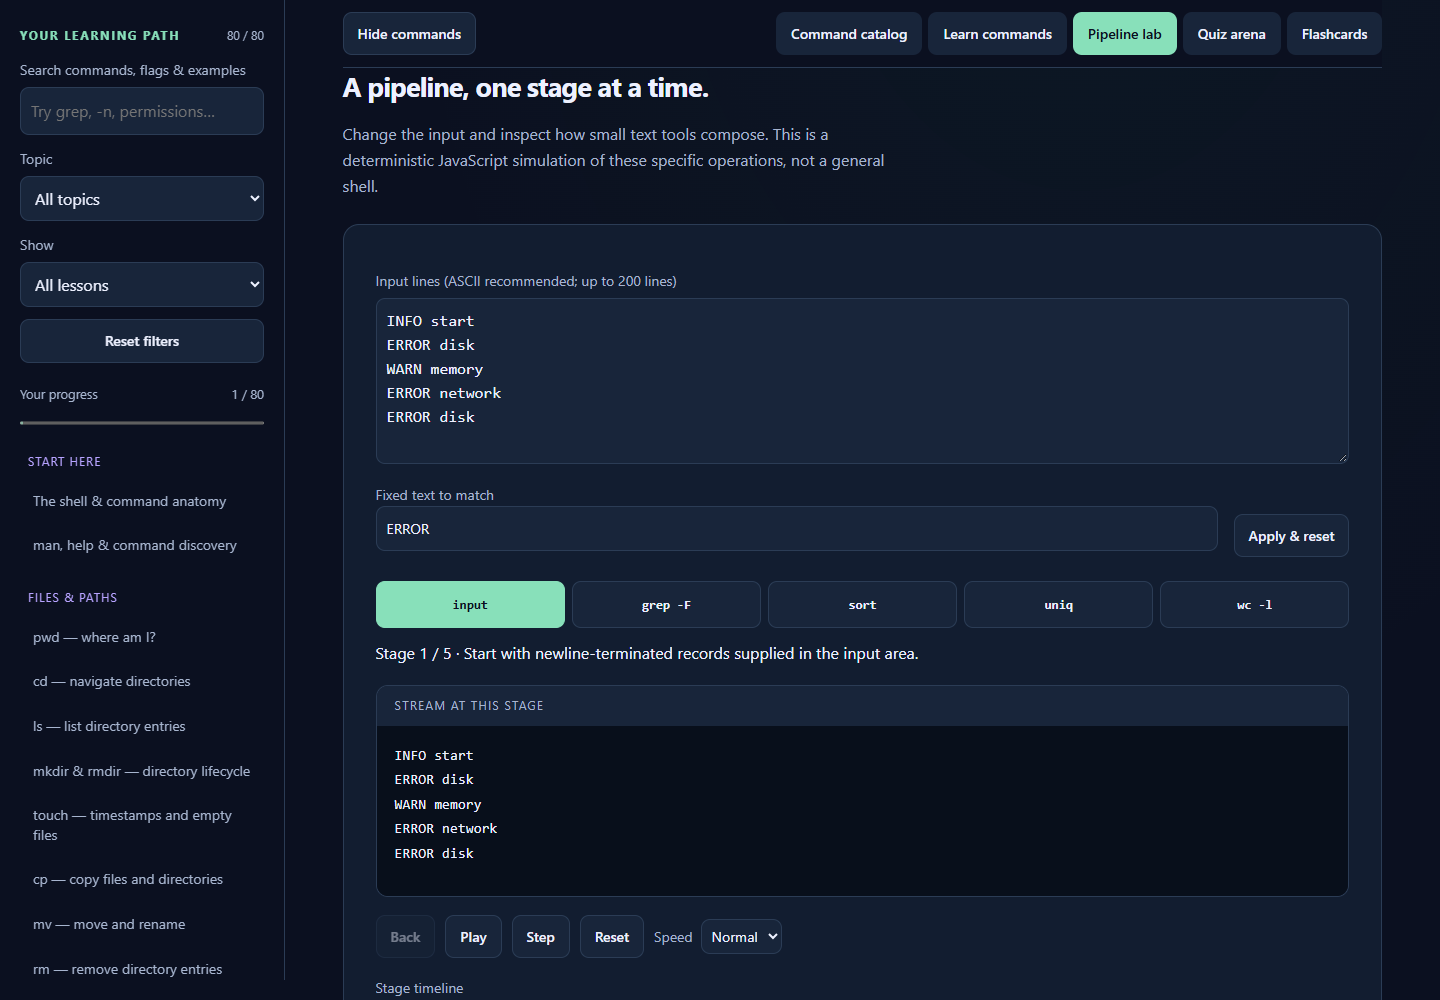 YOUR LEARNING PATH 80 / 80
Search commands, flags & examples
Try grep, -n, permissions...
Topic
All topics
Show
All lessons
Reset filters
Your progress 1 / 80
START HERE
The shell & command anatomy
man, help & command discovery
FILES & PATHS
pwd — where am I?
cd — navigate directories
ls — list directory entries
mkdir & rmdir — directory lifecycle
touch — timestamps and empty
files
cp — copy files and directories
mv — move and rename
rm — remove directory entries
Hide commands
Command catalog
Learn commands
Pipeline lab
Quiz arena
Flashcards
A pipeline, one stage at a time.
Change the input and inspect how small text tools compose. This is a
deterministic JavaScript simulation of these specific operations, not a general
shell.
Input lines (ASCII recommended; up to 200 lines)
INFO start
ERROR disk
WARN memory
ERROR network
ERROR disk
Fixed text to match
ERROR
Apply & reset
input
grep -F
sort
uniq
wc -l
Stage 1 / 5 · Start with newline-terminated records supplied in the input area.
STREAM AT THIS STAGE
INFO start
ERROR disk
WARN memory
ERROR network
ERROR disk
Back
Play
Step
Reset
Speed
Normal
Stage timeline